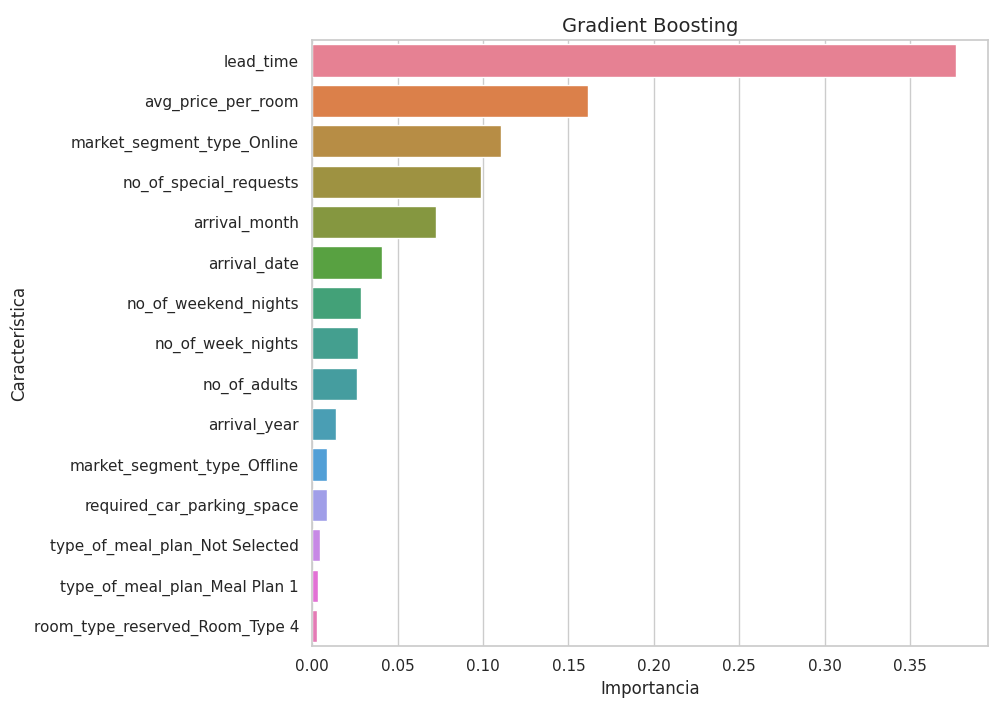 Gradient Boosting
Característica
lead_time
avg_price_per_room
market_segment_type_Online
no_of_special_requests
arrival_month
arrival_date
no_of_weekend_nights
no_of_week_nights
no_of_adults
arrival_year
market_segment_type_Offline
required_car_parking_space
type_of_meal_plan_Not Selected
type_of_meal_plan_Meal Plan 1
room_type_reserved_Room_Type 4
0.00 0.05 0.10 0.15 0.20 0.25 0.30 0.35
Importancia